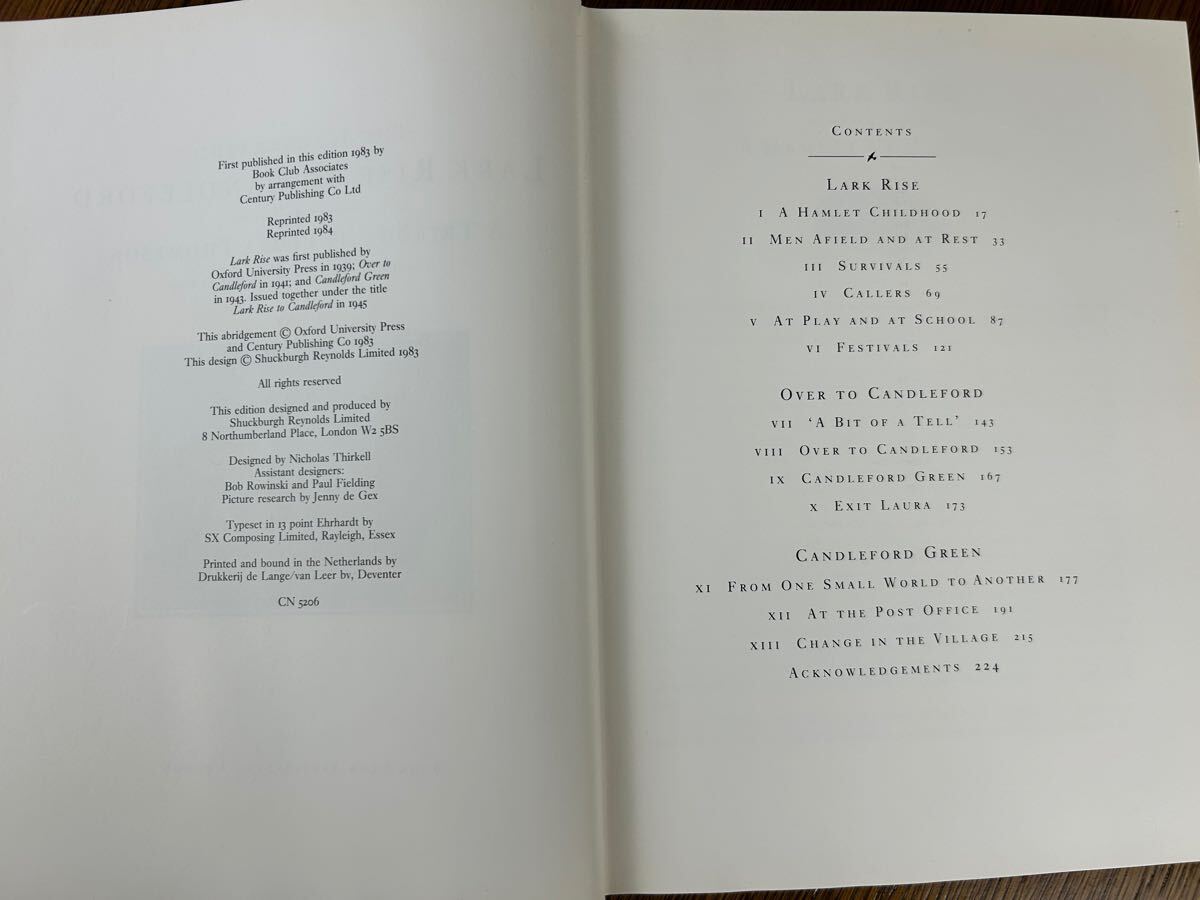 First published in this edition 1983 by
Book Club Associates
by arrangement with
Century Publishing Co Ltd
Reprinted 1983
Reprinted 1984
Lark Rise was first published by
Oxford University Press in 1939; Over to
Candleford in 1941; and Candleford Green
in 1943. Issued together under the title
Lark Rise to Candleford in 1945
This abridgement © Oxford University Press
and Century Publishing Co 1983
This design © Shuckburgh Reynolds Limited 1983
All rights reserved
This edition designed and produced by
Shuckburgh Reynolds Limited
8 Northumberland Place, London W2 5BS
Designed by Nicholas Thirkell
Assistant designers:
Bob Rowinski and Paul Fielding
Picture research by Jenny de Gex
Typeset in 13 point Ehrhardt by
SX Composing Limited, Rayleigh, Essex
Printed and bound in the Netherlands by
Drukkerij de Lange/van Leer bv, Deventer
CN 5206
CONTENTS
LARK RISE
I A HAMLET CHILDHOOD 17
II MEN AFIELD AND AT REST 33
III SURVIVALS 55
IV CALLERS 69
V AT PLAY AND AT SCHOOL 87
VI FESTIVALS 121
OVER TO CANDLEFORD
VII 'A BIT OF A TELL' 143
VIII OVER TO CANDLEFORD 153
IX CANDLEFORD GREEN 167
X EXIT LAURA 173
CANDLEFORD GREEN
XI FROM ONE SMALL WORLD TO ANOTHER 177
XII AT THE POST OFFICE 191
XIII CHANGE IN THE VILLAGE 215
ACKNOWLEDGEMENTS 224